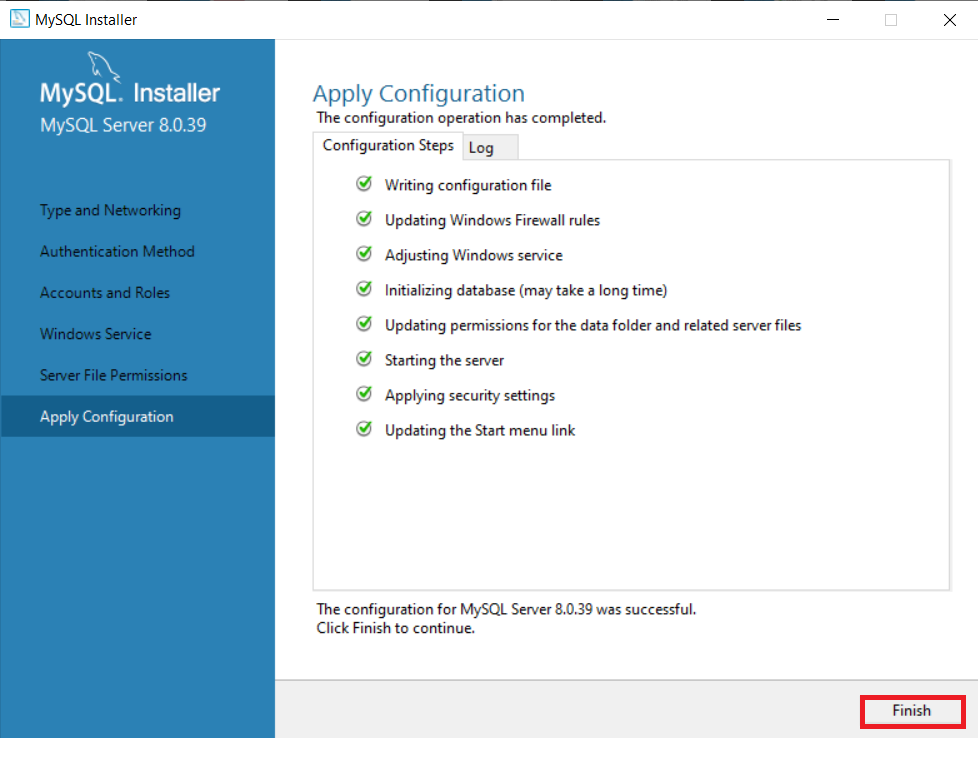 MySQL Installer
MySQL. Installer
MySQL Server 8.0.39
Type and Networking
Authentication Method
Accounts and Roles
Windows Service
Server File Permissions
Apply Configuration
Apply Configuration
The configuration operation has completed.
Configuration Steps
Log
Writing configuration file
Updating Windows Firewall rules
Adjusting Windows service
Initializing database (may take a long time)
Updating permissions for the data folder and related server files
Starting the server
Applying security settings
Updating the Start menu link
The configuration for MySQL Server 8.0.39 was successful.
Click Finish to continue.
Finish